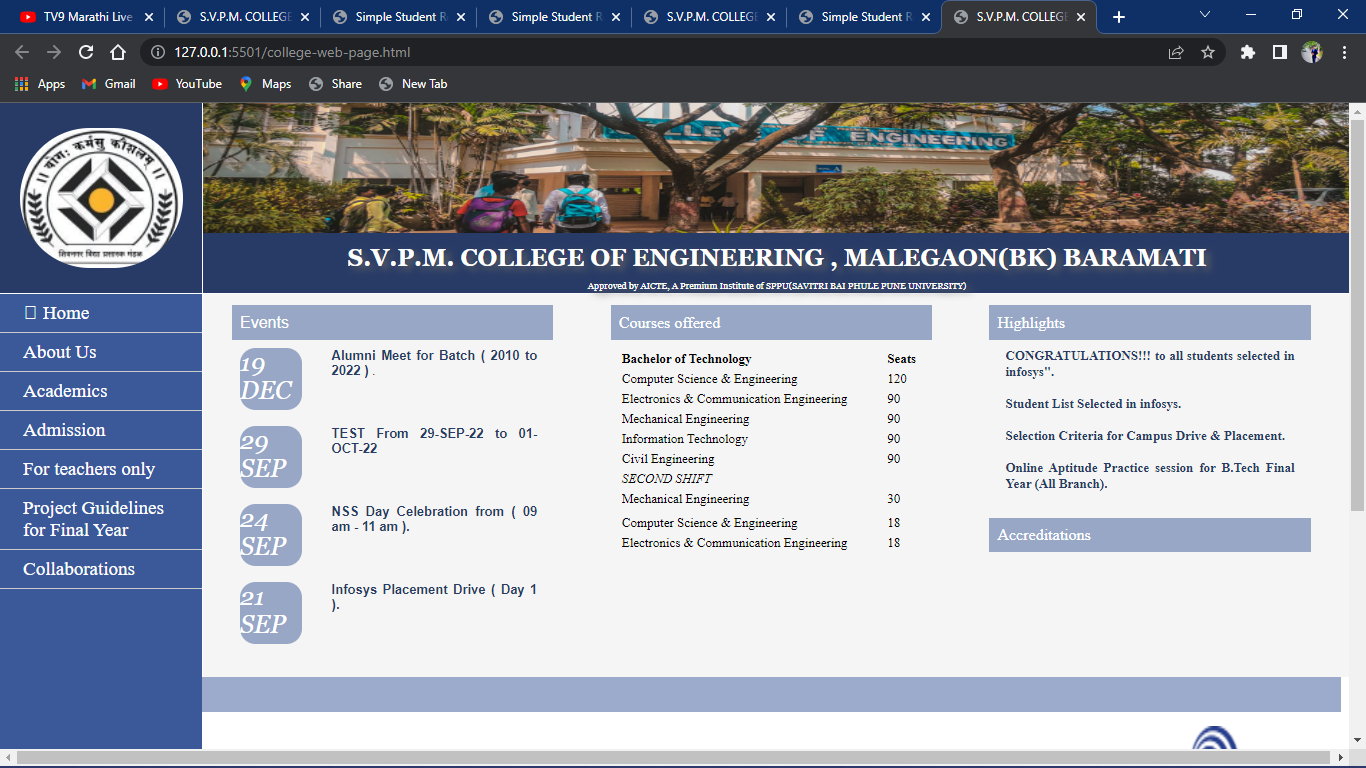 TV9 Marathi Live
S.V.P.M. COLLEGE
Simple Student R
Simple Student R
S.V.P.M. COLLEGE
Simple Student R
S.V.P.M. COLLEGE
127.0.0.1:5501/college-web-page.html
Apps
Gmail
YouTube
Maps
Share
New Tab
।। योगः कर्मसु कौशलम् ।।
COLLEGE OF ENGINEERING
S.V.P.M. COLLEGE OF ENGINEERING , MALEGAON(BK) BARAMATI
Approved by AICTE, A Premium Institute of SPPU(SAVITRI BAI PHULE PUNE UNIVERSITY)
Home
About Us
Academics
Admission
For teachers only
Project Guidelines
for Final Year
Collaborations
Events
19
DEC
Alumni Meet for Batch ( 2010 to
2022 ) .
29
SEP
TEST From 29-SEP-22 to 01-
OCT-22
24
SEP
NSS Day Celebration from ( 09
am - 11 am ).
21
SEP
Infosys Placement Drive ( Day 1
).
Courses offered
Bachelor of Technology Seats
Computer Science & Engineering 120
Electronics & Communication Engineering 90
Mechanical Engineering 90
Information Technology 90
Civil Engineering 90
SECOND SHIFT
Mechanical Engineering 30
Computer Science & Engineering 18
Electronics & Communication Engineering 18
Highlights
CONGRATULATIONS!!! to all students selected in
infosys".
Student List Selected in infosys.
Selection Criteria for Campus Drive & Placement.
Online Aptitude Practice session for B.Tech Final
Year (All Branch).
Accreditations